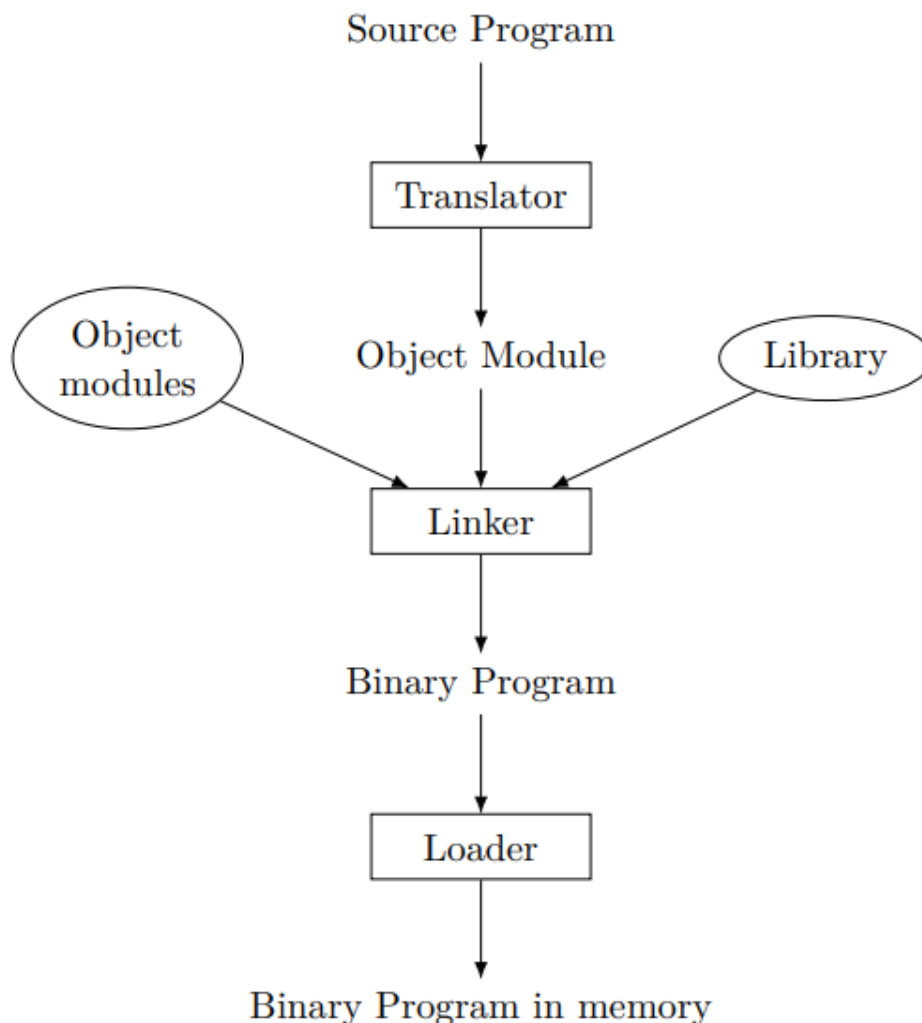 Source Program
Translator
Object
modules
Object Module
Library
Linker
Binary Program
Loader
Binary Program in memory